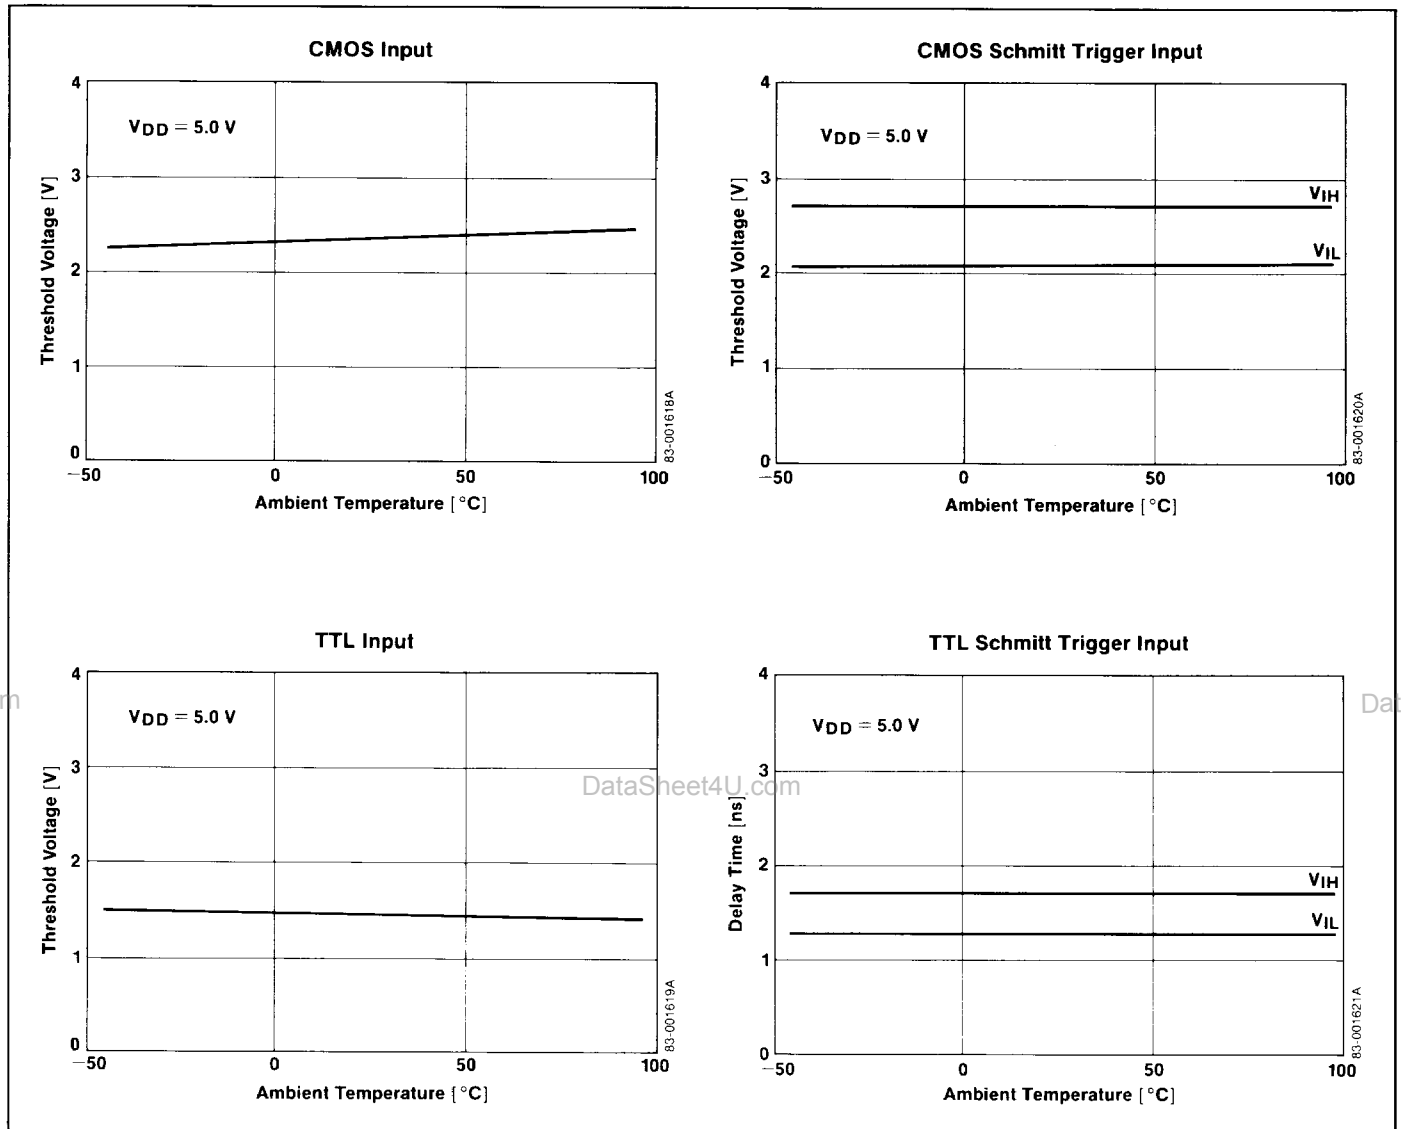 CMOS Input
4
3
2
1
0
VDD = 5.0 V
Threshold Voltage [V]
−50 0 50 100
Ambient Temperature [°C]
83-001618A
CMOS Schmitt Trigger Input
4
3
2
1
0
VDD = 5.0 V
VIH
VIL
Threshold Voltage [V]
−50 0 50 100
Ambient Temperature [°C]
83-001620A
TTL Input
4
3
2
1
0
VDD = 5.0 V
Threshold Voltage [V]
−50 0 50 100
Ambient Temperature [°C]
83-001619A
TTL Schmitt Trigger Input
4
3
2
1
0
VDD = 5.0 V
VIH
VIL
Delay Time [ns]
−50 0 50 100
Ambient Temperature [°C]
83-001621A
m
DataSheet4U.com
Dat